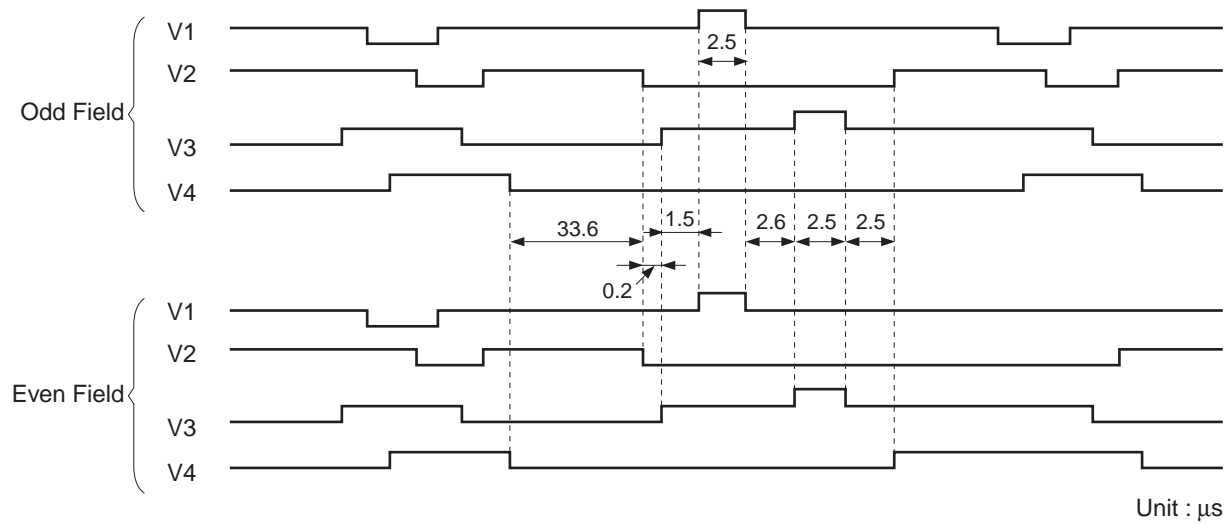 Odd Field
V1
V2
V3
V4
2.5
33.6
1.5
2.6
2.5
2.5
0.2
Even Field
V1
V2
V3
V4
Unit : μs